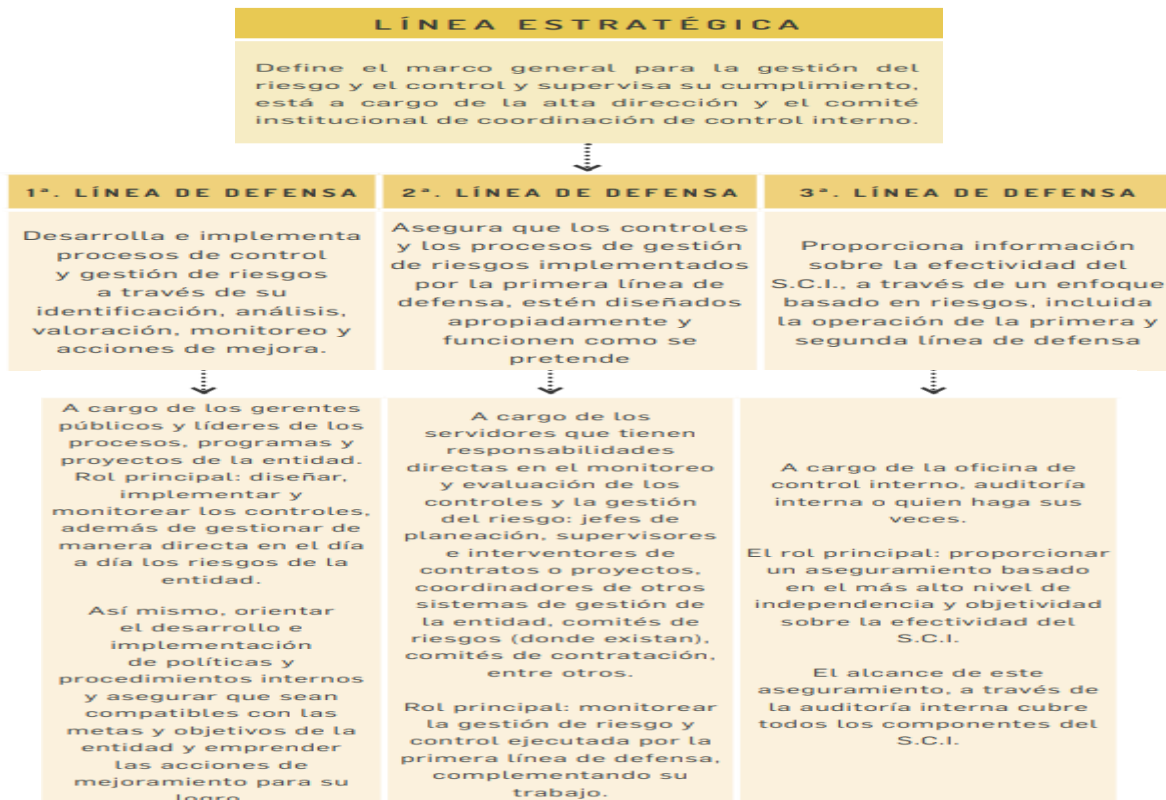 LÍNEA ESTRATÉGICA
Define el marco general para la gestión del
riesgo y el control y supervisa su cumplimiento,
está a cargo de la alta dirección y el comité
institucional de coordinación de control interno.
1ª. LÍNEA DE DEFENSA
Desarrolla e implementa
procesos de control
y gestión de riesgos
a través de su
identificación, análisis,
valoración, monitoreo y
acciones de mejora.
A cargo de los gerentes
públicos y líderes de los
procesos, programas y
proyectos de la entidad.
Rol principal: diseñar,
implementar y
monitorear los controles,
además de gestionar de
manera directa en el día
a día los riesgos de la
entidad.
Así mismo, orientar
el desarrollo e
implementación
de políticas y
procedimientos internos
y asegurar que sean
compatibles con las
metas y objetivos de la
entidad y emprender
las acciones de
mejoramiento para su
logro
2ª. LÍNEA DE DEFENSA
Asegura que los controles
y los procesos de gestión
de riesgos implementados
por la primera línea de
defensa, estén diseñados
apropiadamente y
funcionen como se
pretende
A cargo de los
servidores que tienen
responsabilidades
directas en el monitoreo
y evaluación de los
controles y la gestión
del riesgo: jefes de
planeación, supervisores
e interventores de
contratos o proyectos,
coordinadores de otros
sistemas de gestión de
la entidad, comités de
riesgos (donde existan),
comités de contratación,
entre otros.
Rol principal: monitorear
la gestión de riesgo y
control ejecutada por la
primera línea de defensa,
complementando su
trabajo.
3ª. LÍNEA DE DEFENSA
Proporciona información
sobre la efectividad del
S.C.I., a través de un enfoque
basado en riesgos, incluida
la operación de la primera y
segunda línea de defensa
A cargo de la oficina de
control interno, auditoría
interna o quien haga sus
veces.
El rol principal: proporcionar
un aseguramiento basado
en el más alto nivel de
independencia y objetividad
sobre la efectividad del
S.C.I.
El alcance de este
aseguramiento, a través de
la auditoría interna cubre
todos los componentes del
S.C.I.